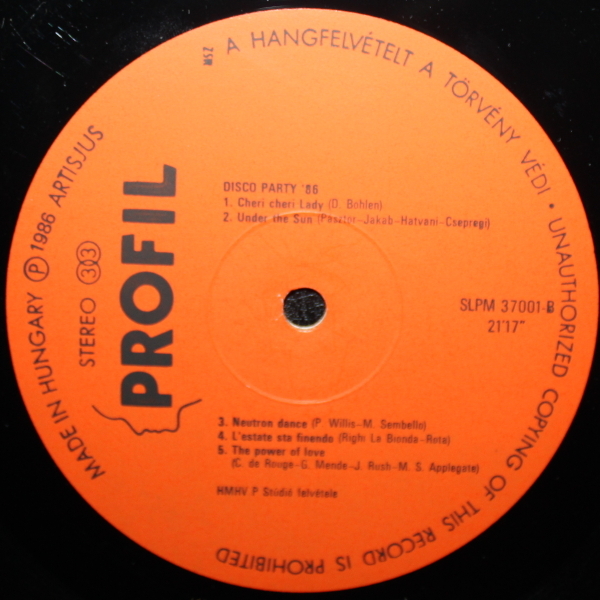 MSZ
A HANGFELVÉTELT A TÖRVÉNY VÉDI • UNAUTHORIZED COPYING OF THIS RECORD IS PROHIBITED
MADE IN HUNGARY Ⓟ 1986 ARTISJUS
STEREO 33
PROFIL
DISCO PARTY '86
1. Cheri cheri Lady (D. Bohlen)
2. Under the Sun (Pásztor-Jakab-Hatvani-Csepregi)
SLPM 37001-B
21'17"
3. Neutron dance (P. Willis-M. Sembello)
4. L'estate sta finendo (Righi La Bionda-Rota)
5. The power of love
(C. de Rouge-G. Mende-J. Rush-M. S. Applegate)
HMHV P Stúdió felvétele